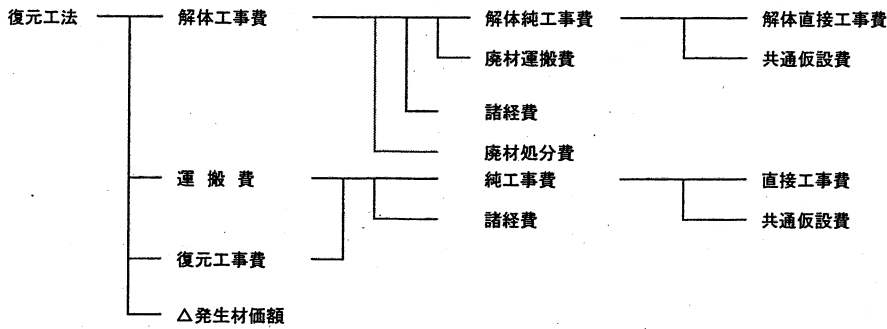 復元工法 解体工事費 解体純工事費 解体直接工事費
廃材運搬費 共通仮設費
諸経費
廃材処分費
運搬費 純工事費 直接工事費
諸経費 共通仮設費
復元工事費
△発生材価額